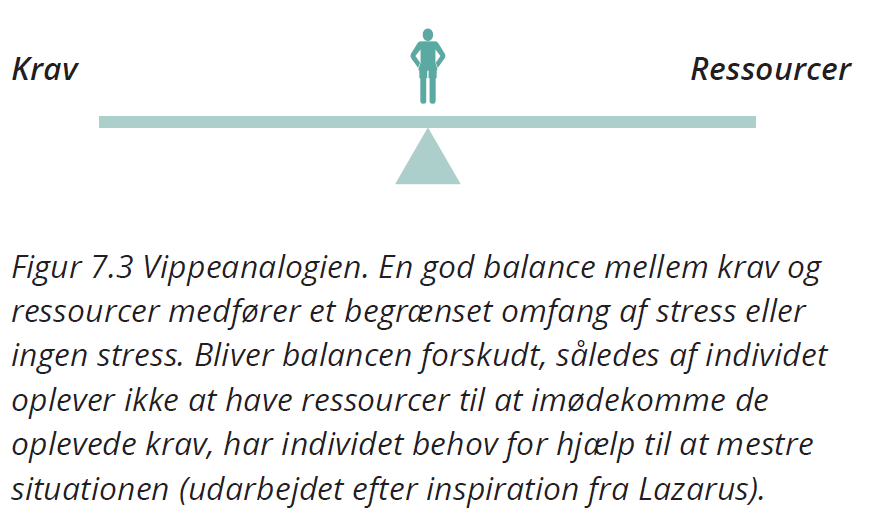 Krav
Ressourcer
Figur 7.3 Vippeanalogien. En god balance mellem krav og
ressourcer medfører et begrænset omfang af stress eller
ingen stress. Bliver balancen forskudt, således af individet
oplever ikke at have ressourcer til at imødekomme de
oplevede krav, har individet behov for hjælp til at mestre
situationen (udarbejdet efter inspiration fra Lazarus).